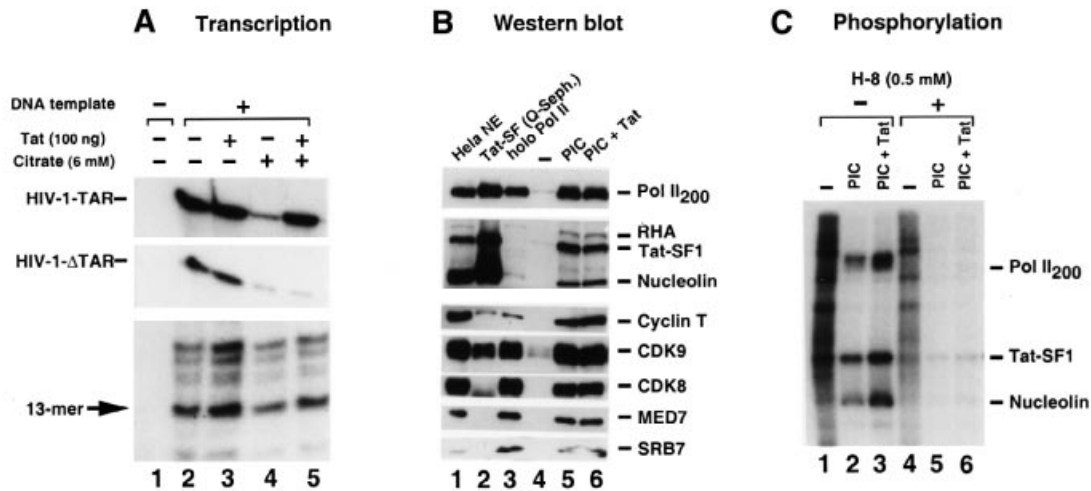 A Transcription
DNA template − +
Tat (100 ng) − − + − +
Citrate (6 mM) − − − + +
HIV-1-TAR
HIV-1-ΔTAR
13-mer
1 2 3 4 5
B Western blot
Hela NE
Tat-SF (Q-Seph.)
holo Pol II
−
PIC
PIC + Tat
Pol II200
RHA
Tat-SF1
Nucleolin
Cyclin T
CDK9
CDK8
MED7
SRB7
1 2 3 4 5 6
C Phosphorylation
H-8 (0.5 mM)
− +
− PIC PIC + Tat − PIC PIC + Tat
Pol II200
Tat-SF1
Nucleolin
1 2 3 4 5 6